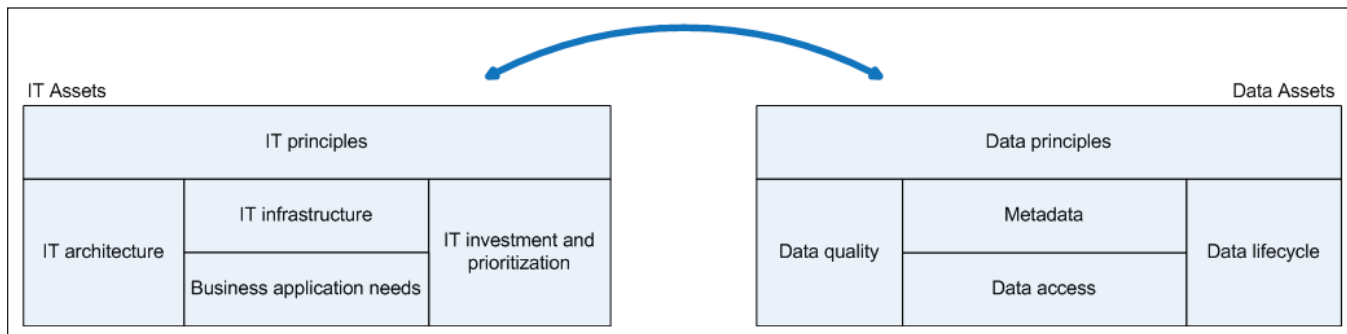 IT Assets
IT principles
IT architecture
IT infrastructure
Business application needs
IT investment and
prioritization
Data Assets
Data principles
Data quality
Metadata
Data access
Data lifecycle